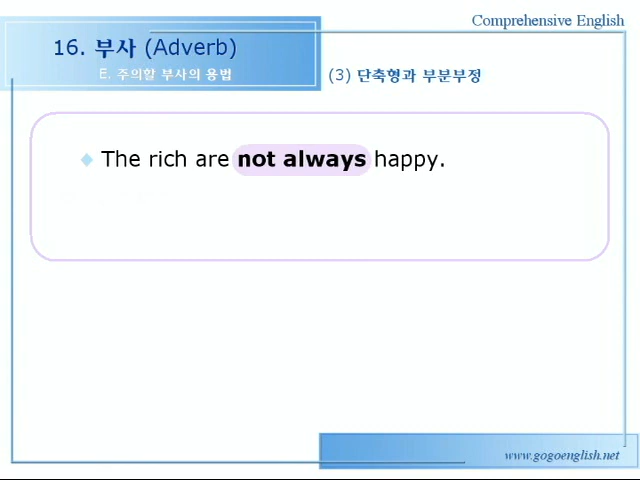 Comprehensive English
16. 부사 (Adverb)
E. 주의할 부사의 용법
(3) 단축형과 부분부정
The rich are not always happy.
www.gogoenglish.net